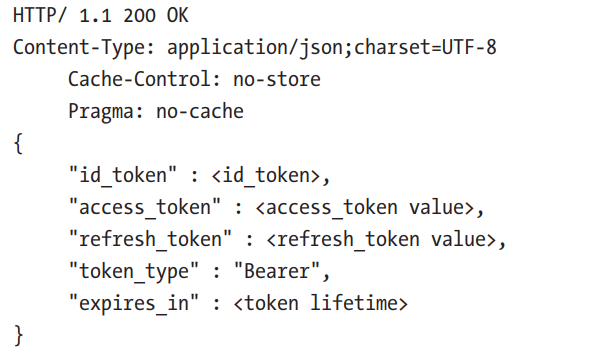 HTTP/ 1.1 200 OK
Content-Type: application/json;charset=UTF-8
Cache-Control: no-store
Pragma: no-cache
{
"id_token" : <id_token>,
"access_token" : <access_token value>,
"refresh_token" : <refresh_token value>,
"token_type" : "Bearer",
"expires_in" : <token lifetime>
}